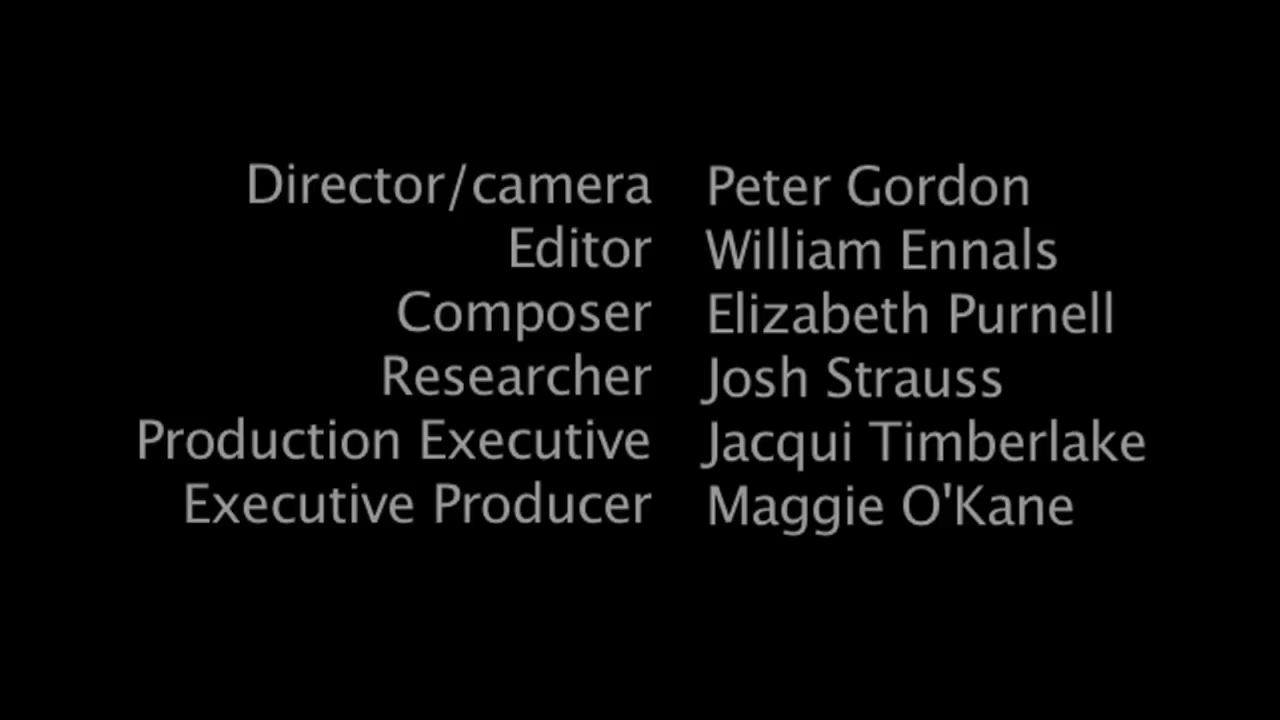 Director/camera Peter Gordon
Editor William Ennals
Composer Elizabeth Purnell
Researcher Josh Strauss
Production Executive Jacqui Timberlake
Executive Producer Maggie O'Kane